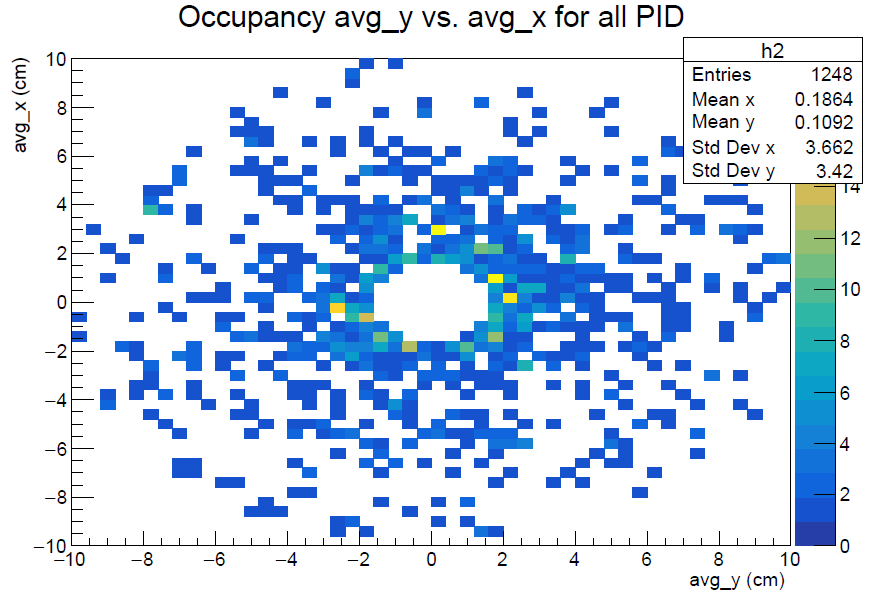 Occupancy avg_y vs. avg_x for all PID
h2
Entries 1248
Mean x 0.1864
Mean y 0.1092
Std Dev x 3.662
Std Dev y 3.42
avg_x (cm)
10
8
6
4
2
0
−2
−4
−6
−8
−10
14
12
10
8
6
4
2
0
−10 −8 −6 −4 −2 0 2 4 6 8 10
avg_y (cm)